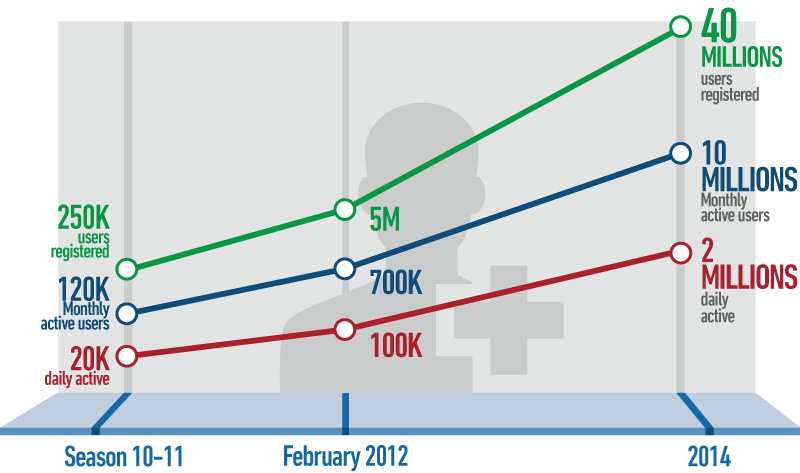 40
MILLIONS
users
registered
10
MILLIONS
Monthly
active users
250K
users
registered
5M
2
MILLIONS
daily
active
120K
Monthly
active users
700K
20K
daily active
100K
Season 10-11
February 2012
2014